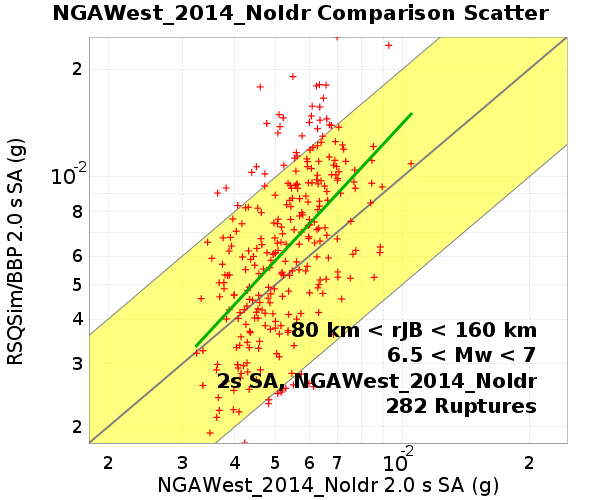 NGAWest_2014_NoIdr Comparison Scatter
RSQSim/BBP 2.0 s SA (g)
2
10-2
8
6
5
4
3
2
80 km < rJB < 160 km
6.5 < Mw < 7
2s SA, NGAWest_2014_NoIdr
282 Ruptures
2 3 4 5 6 7 10-2 2
NGAWest_2014_NoIdr 2.0 s SA (g)